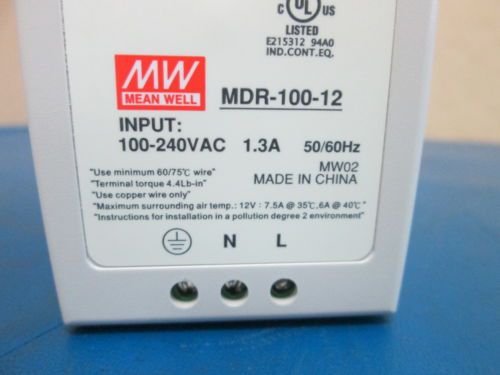 C UL US
LISTED
E215312 94A0
IND.CONT.EQ.
MW
MEAN WELL
MDR-100-12
INPUT:
100-240VAC 1.3A 50/60Hz
MW02
MADE IN CHINA
"Use minimum 60/75℃ wire"
"Terminal torque 4.4Lb-in"
"Use copper wire only"
"Maximum surrounding air temp.: 12V : 7.5A @ 35℃,6A @ 40℃"
"Instructions for installation in a pollution degree 2 environment"
N L